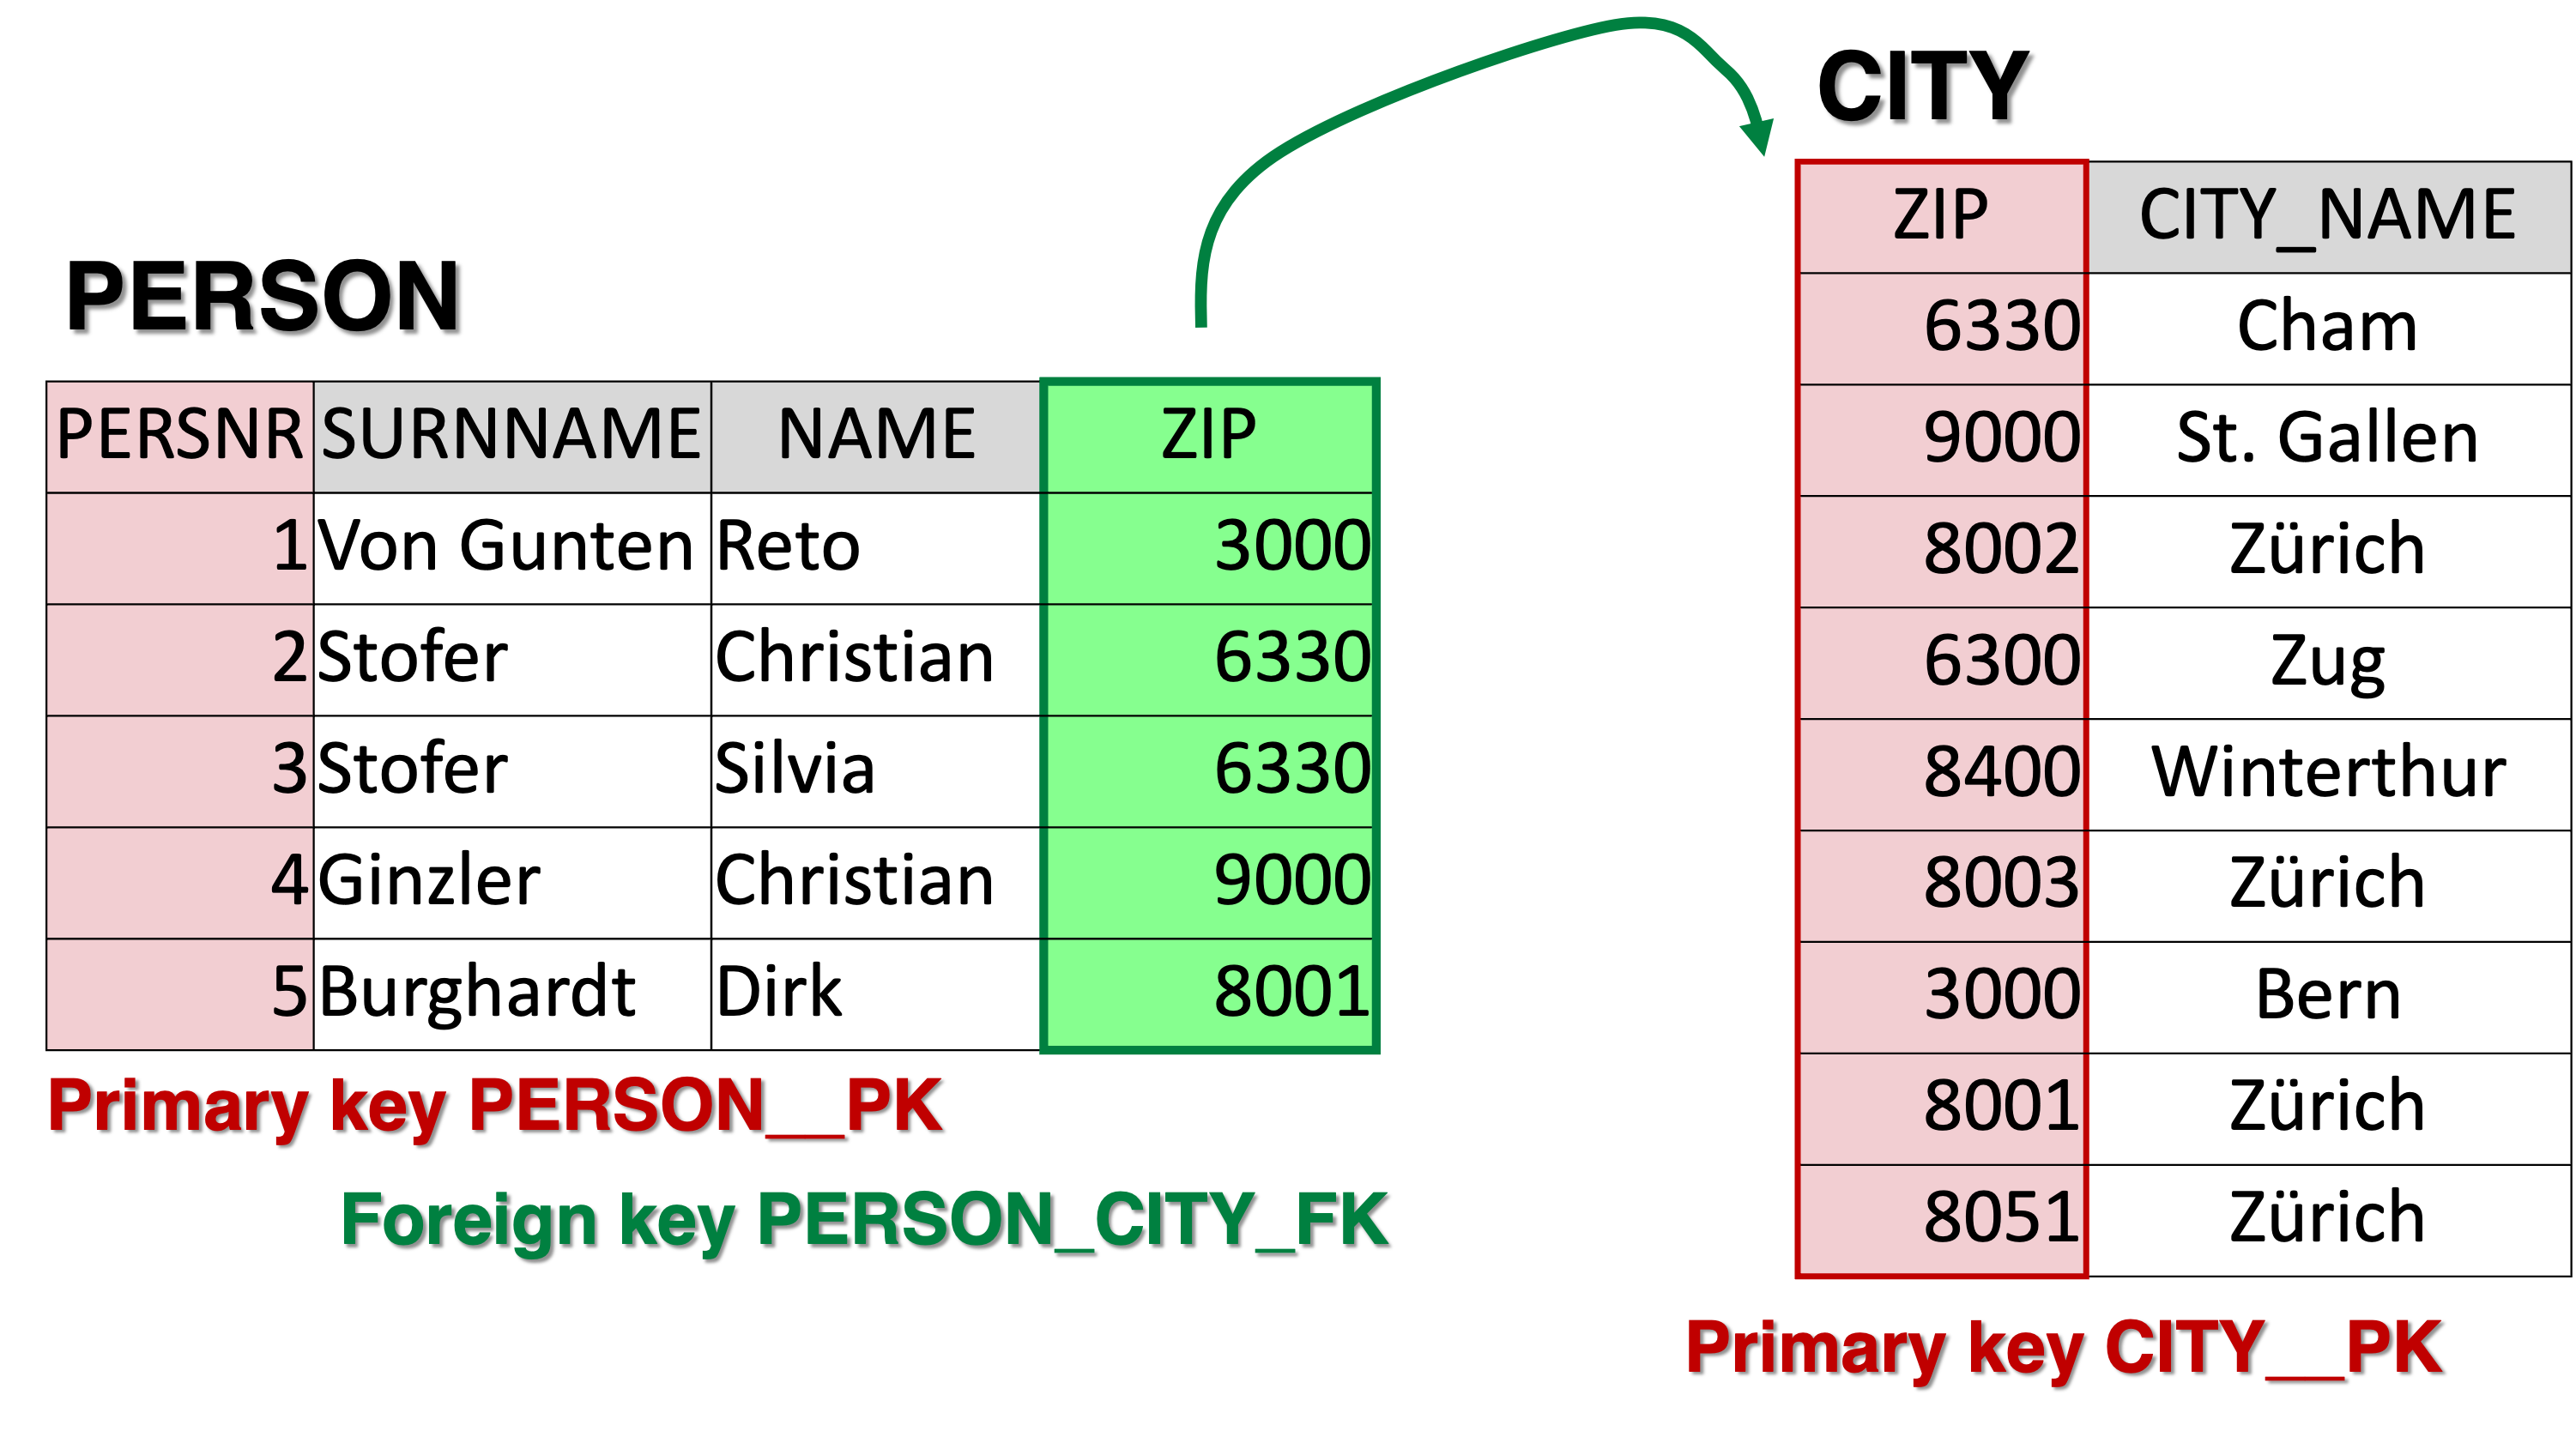 PERSON
PERSNR SURNNAME NAME ZIP
1 Von Gunten Reto 3000
2 Stofer Christian 6330
3 Stofer Silvia 6330
4 Ginzler Christian 9000
5 Burghardt Dirk 8001
Primary key PERSON__PK
Foreign key PERSON_CITY_FK
CITY
ZIP CITY_NAME
6330 Cham
9000 St. Gallen
8002 Zürich
6300 Zug
8400 Winterthur
8003 Zürich
3000 Bern
8001 Zürich
8051 Zürich
Primary key CITY__PK